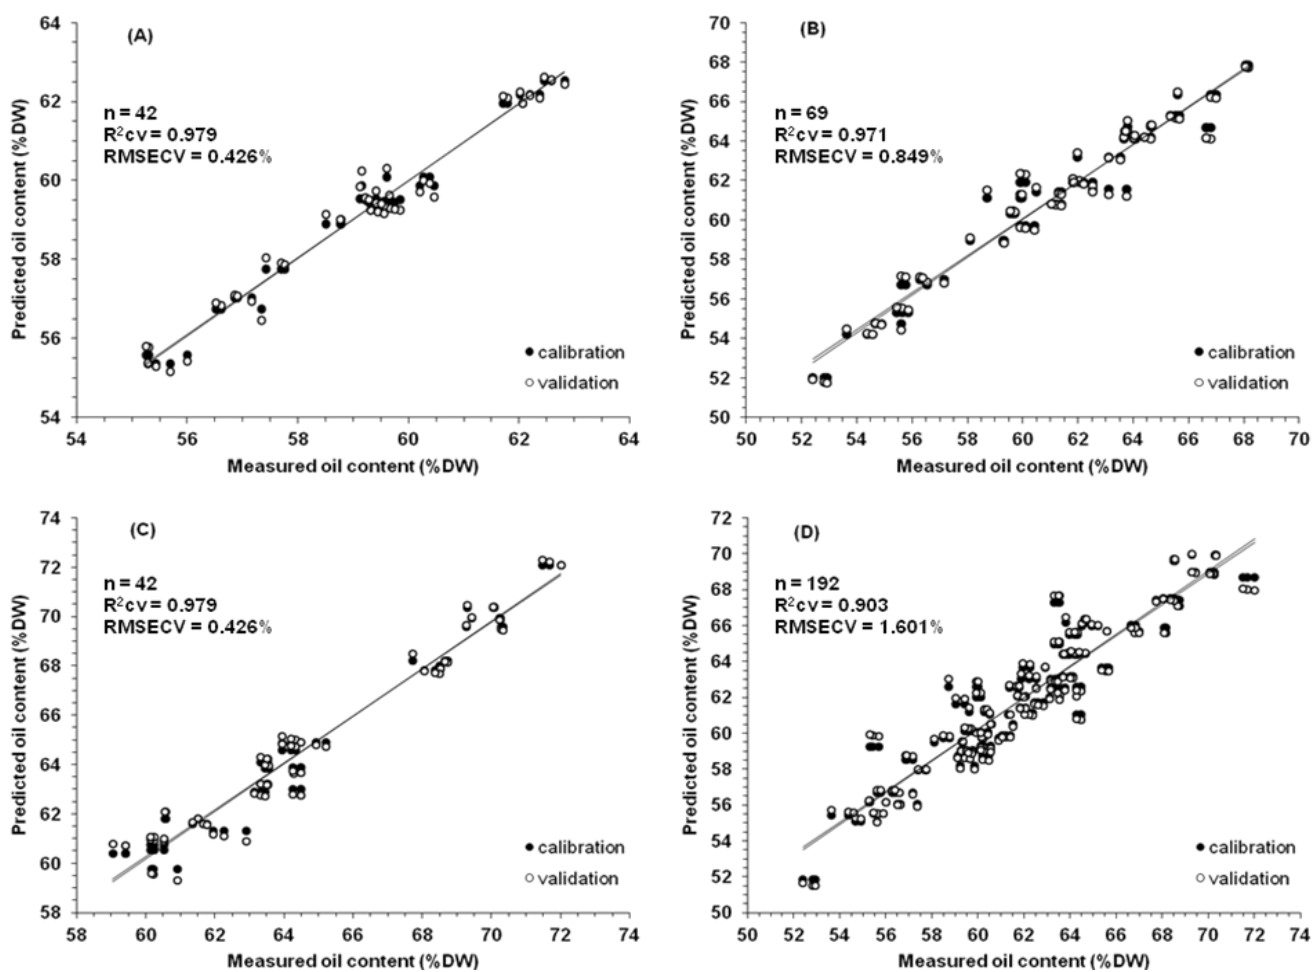 (A)
n = 42
R²cv = 0.979
RMSECV = 0.426%
Predicted oil content (%DW)
64
62
60
58
56
54
54 56 58 60 62 64
Measured oil content (%DW)
calibration
validation
(B)
n = 69
R²cv = 0.971
RMSECV = 0.849%
Predicted oil content (%DW)
70
68
66
64
62
60
58
56
54
52
50
50 52 54 56 58 60 62 64 66 68 70
Measured oil content (%DW)
calibration
validation
(C)
n = 42
R²cv = 0.979
RMSECV = 0.426%
Predicted oil content (%DW)
74
72
70
68
66
64
62
60
58
58 60 62 64 66 68 70 72 74
Measured oil content (%DW)
calibration
validation
(D)
n = 192
R²cv = 0.903
RMSECV = 1.601%
Predicted oil content (%DW)
72
70
68
66
64
62
60
58
56
54
52
50
50 52 54 56 58 60 62 64 66 68 70 72 74
Measured oil content (%DW)
calibration
validation